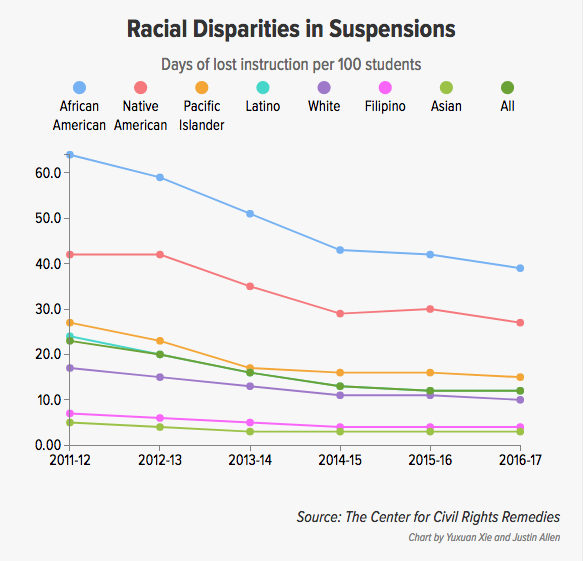 Racial Disparities in Suspensions
Days of lost instruction per 100 students
African American
Native American
Pacific Islander
Latino
White
Filipino
Asian
All
60.0
50.0
40.0
30.0
20.0
10.0
0.00
2011-12 2012-13 2013-14 2014-15 2015-16 2016-17
Source: The Center for Civil Rights Remedies
Chart by Yuxuan Xie and Justin Allen